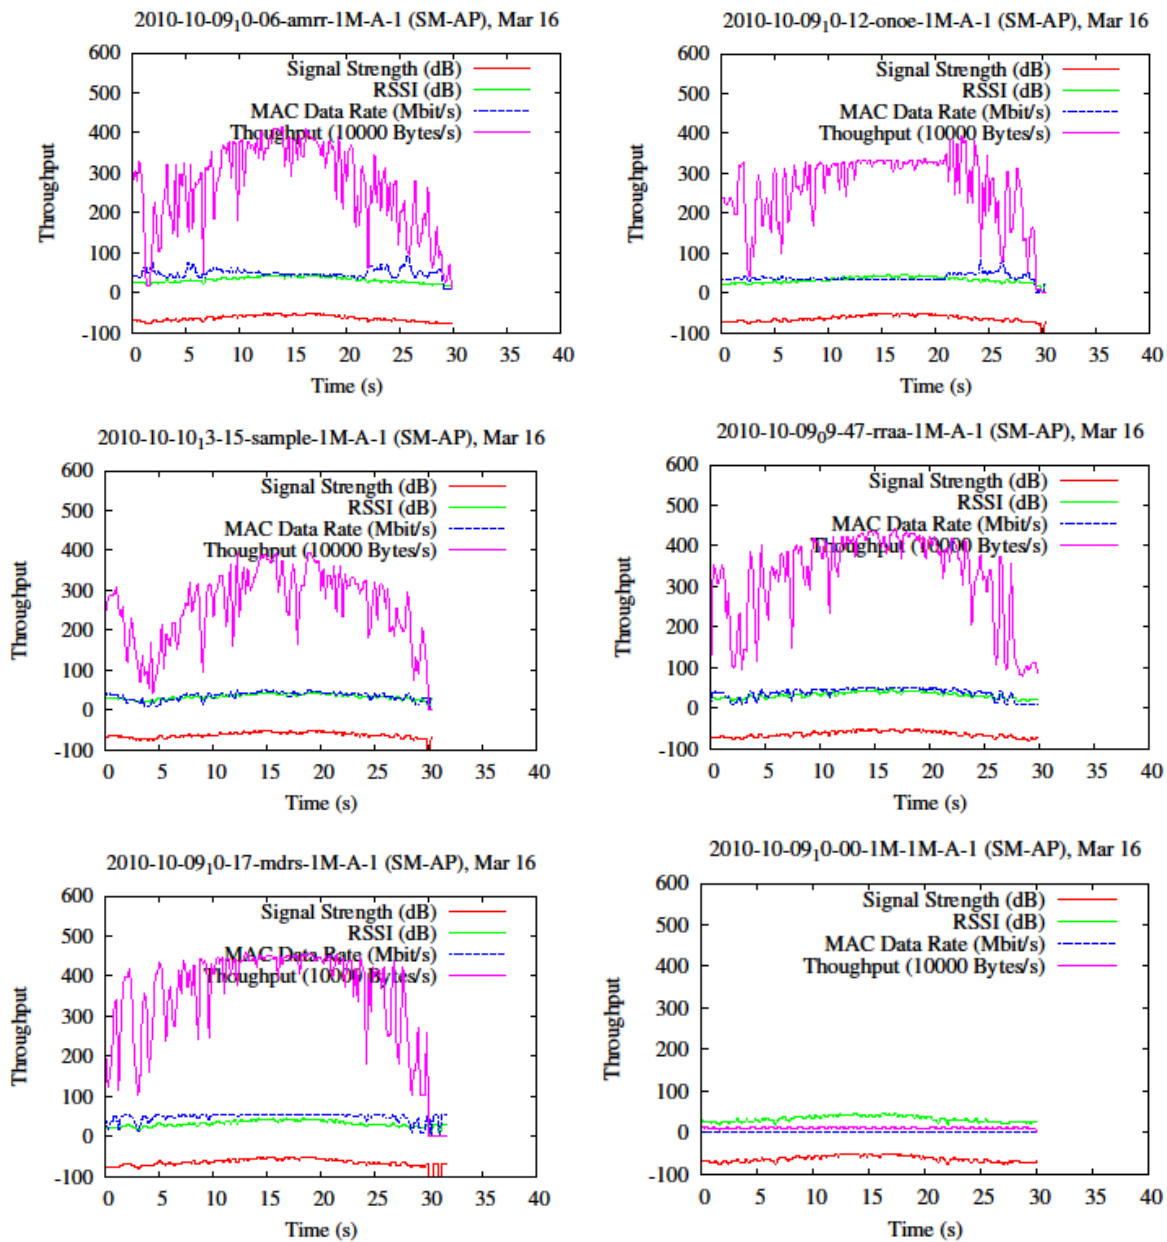 2010-10-09₁0-06-amrr-1M-A-1 (SM-AP), Mar 16
600
500
400
300
200
100
0
-100
Throughput
Signal Strength (dB)
RSSI (dB)
MAC Data Rate (Mbit/s)
Thoughput (10000 Bytes/s)
0 5 10 15 20 25 30 35 40
Time (s)
2010-10-09₁0-12-onoe-1M-A-1 (SM-AP), Mar 16
600
500
400
300
200
100
0
-100
Throughput
Signal Strength (dB)
RSSI (dB)
MAC Data Rate (Mbit/s)
Thoughput (10000 Bytes/s)
0 5 10 15 20 25 30 35 40
Time (s)
2010-10-10₁3-15-sample-1M-A-1 (SM-AP), Mar 16
600
500
400
300
200
100
0
-100
Throughput
Signal Strength (dB)
RSSI (dB)
MAC Data Rate (Mbit/s)
Thoughput (10000 Bytes/s)
0 5 10 15 20 25 30 35 40
Time (s)
2010-10-09₀9-47-rraa-1M-A-1 (SM-AP), Mar 16
600
500
400
300
200
100
0
-100
Throughput
Signal Strength (dB)
RSSI (dB)
MAC Data Rate (Mbit/s)
Thoughput (10000 Bytes/s)
0 5 10 15 20 25 30 35 40
Time (s)
2010-10-09₁0-17-mdrs-1M-A-1 (SM-AP), Mar 16
600
500
400
300
200
100
0
-100
Throughput
Signal Strength (dB)
RSSI (dB)
MAC Data Rate (Mbit/s)
Thoughput (10000 Bytes/s)
0 5 10 15 20 25 30 35 40
Time (s)
2010-10-09₁0-00-1M-1M-A-1 (SM-AP), Mar 16
600
500
400
300
200
100
0
-100
Throughput
Signal Strength (dB)
RSSI (dB)
MAC Data Rate (Mbit/s)
Thoughput (10000 Bytes/s)
0 5 10 15 20 25 30 35 40
Time (s)